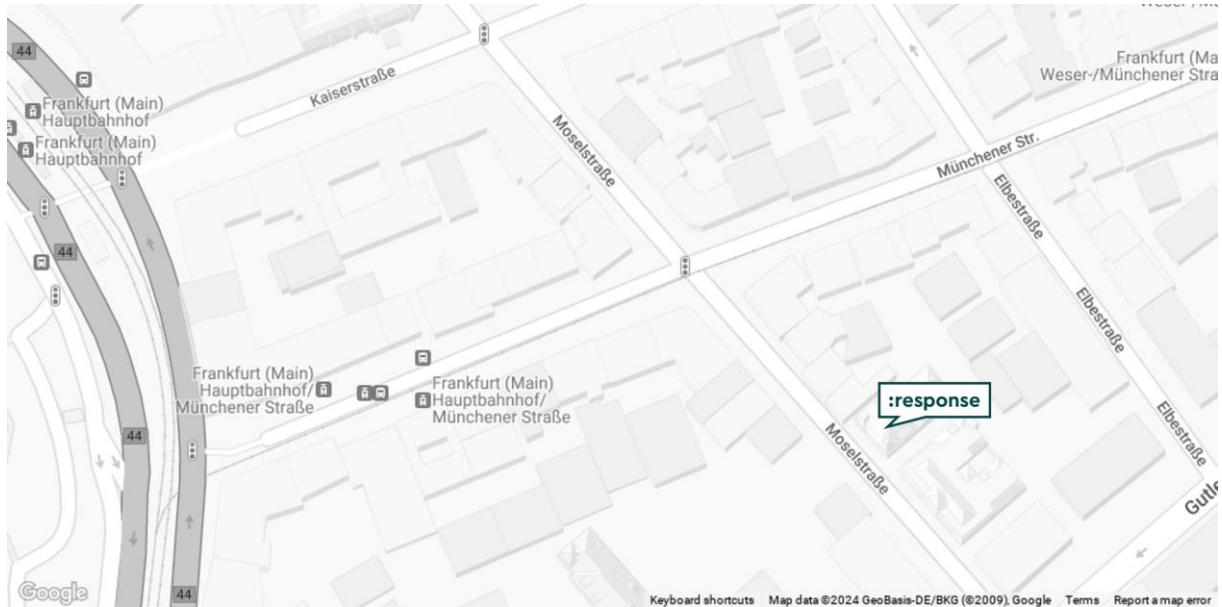 44
Weser-/Mü
Frankfurt (Ma
Weser-/Münchener Stra
Kaiserstraße
Frankfurt (Main)
Hauptbahnhof
Frankfurt (Main)
Hauptbahnhof
Moselstraße
Münchener Str.
Elbestraße
44
Elbestraße
Frankfurt (Main)
Hauptbahnhof/
Münchener Straße
Frankfurt (Main)
Hauptbahnhof/
Münchener Straße
:response
Elbestraße
44
Moselstraße
Gutle
44
Google
Keyboard shortcuts
Map data ©2024 GeoBasis-DE/BKG (©2009), Google
Terms
Report a map error